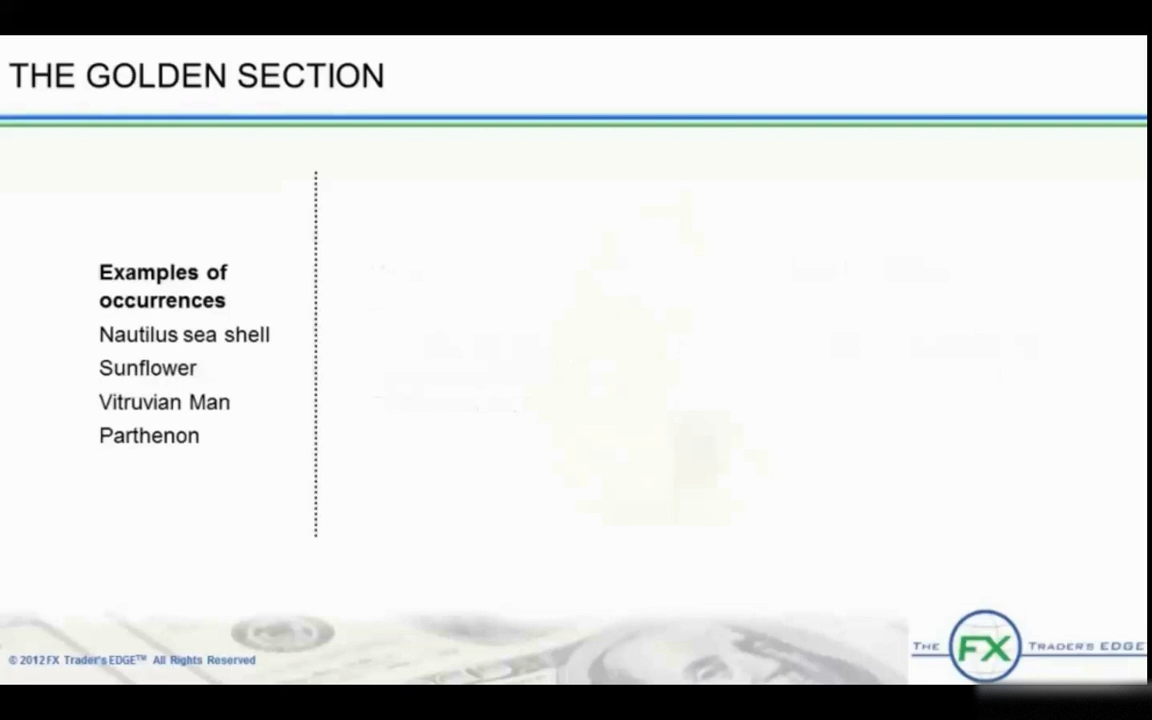 THE GOLDEN SECTION
Examples of
occurrences
Nautilus sea shell
Sunflower
Vitruvian Man
Parthenon
© 2012 FX Trader's EDGE™ All Rights Reserved
THE FX TRADER'S EDGE